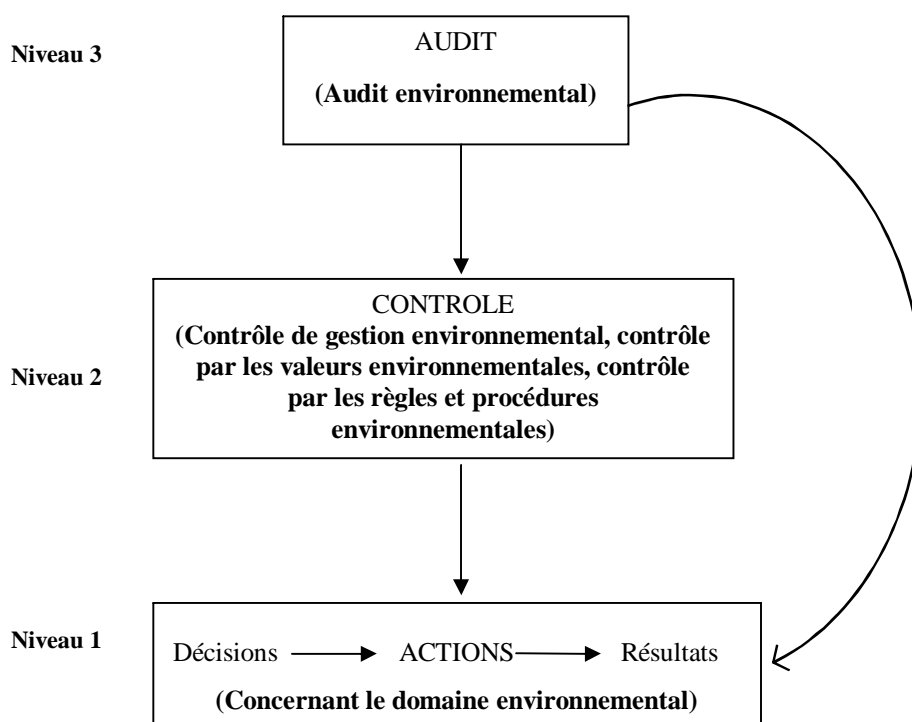 Niveau 3
AUDIT
(Audit environnemental)
CONTROLE
(Contrôle de gestion environnemental, contrôle
par les valeurs environnementales, contrôle
par les règles et procédures
environnementales)
Niveau 2
Niveau 1
Décisions ACTIONS Résultats
(Concernant le domaine environnemental)